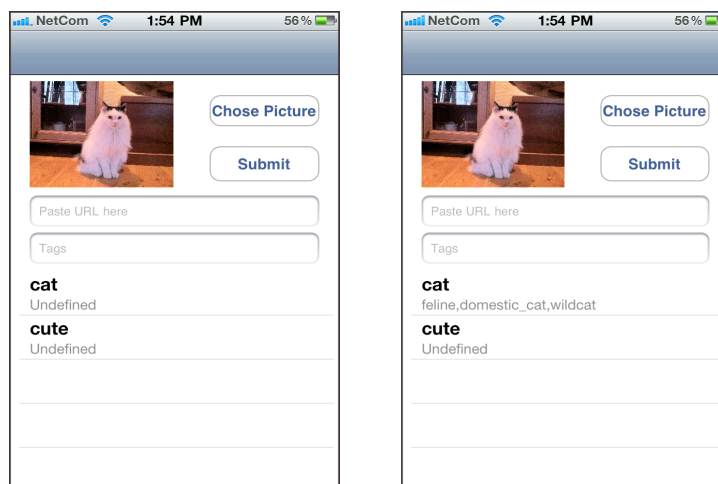 NetCom 1:54 PM 56%
Chose Picture
Submit
Paste URL here
Tags
cat
Undefined
cute
Undefined
NetCom 1:54 PM 56%
Chose Picture
Submit
Paste URL here
Tags
cat
feline,domestic_cat,wildcat
cute
Undefined